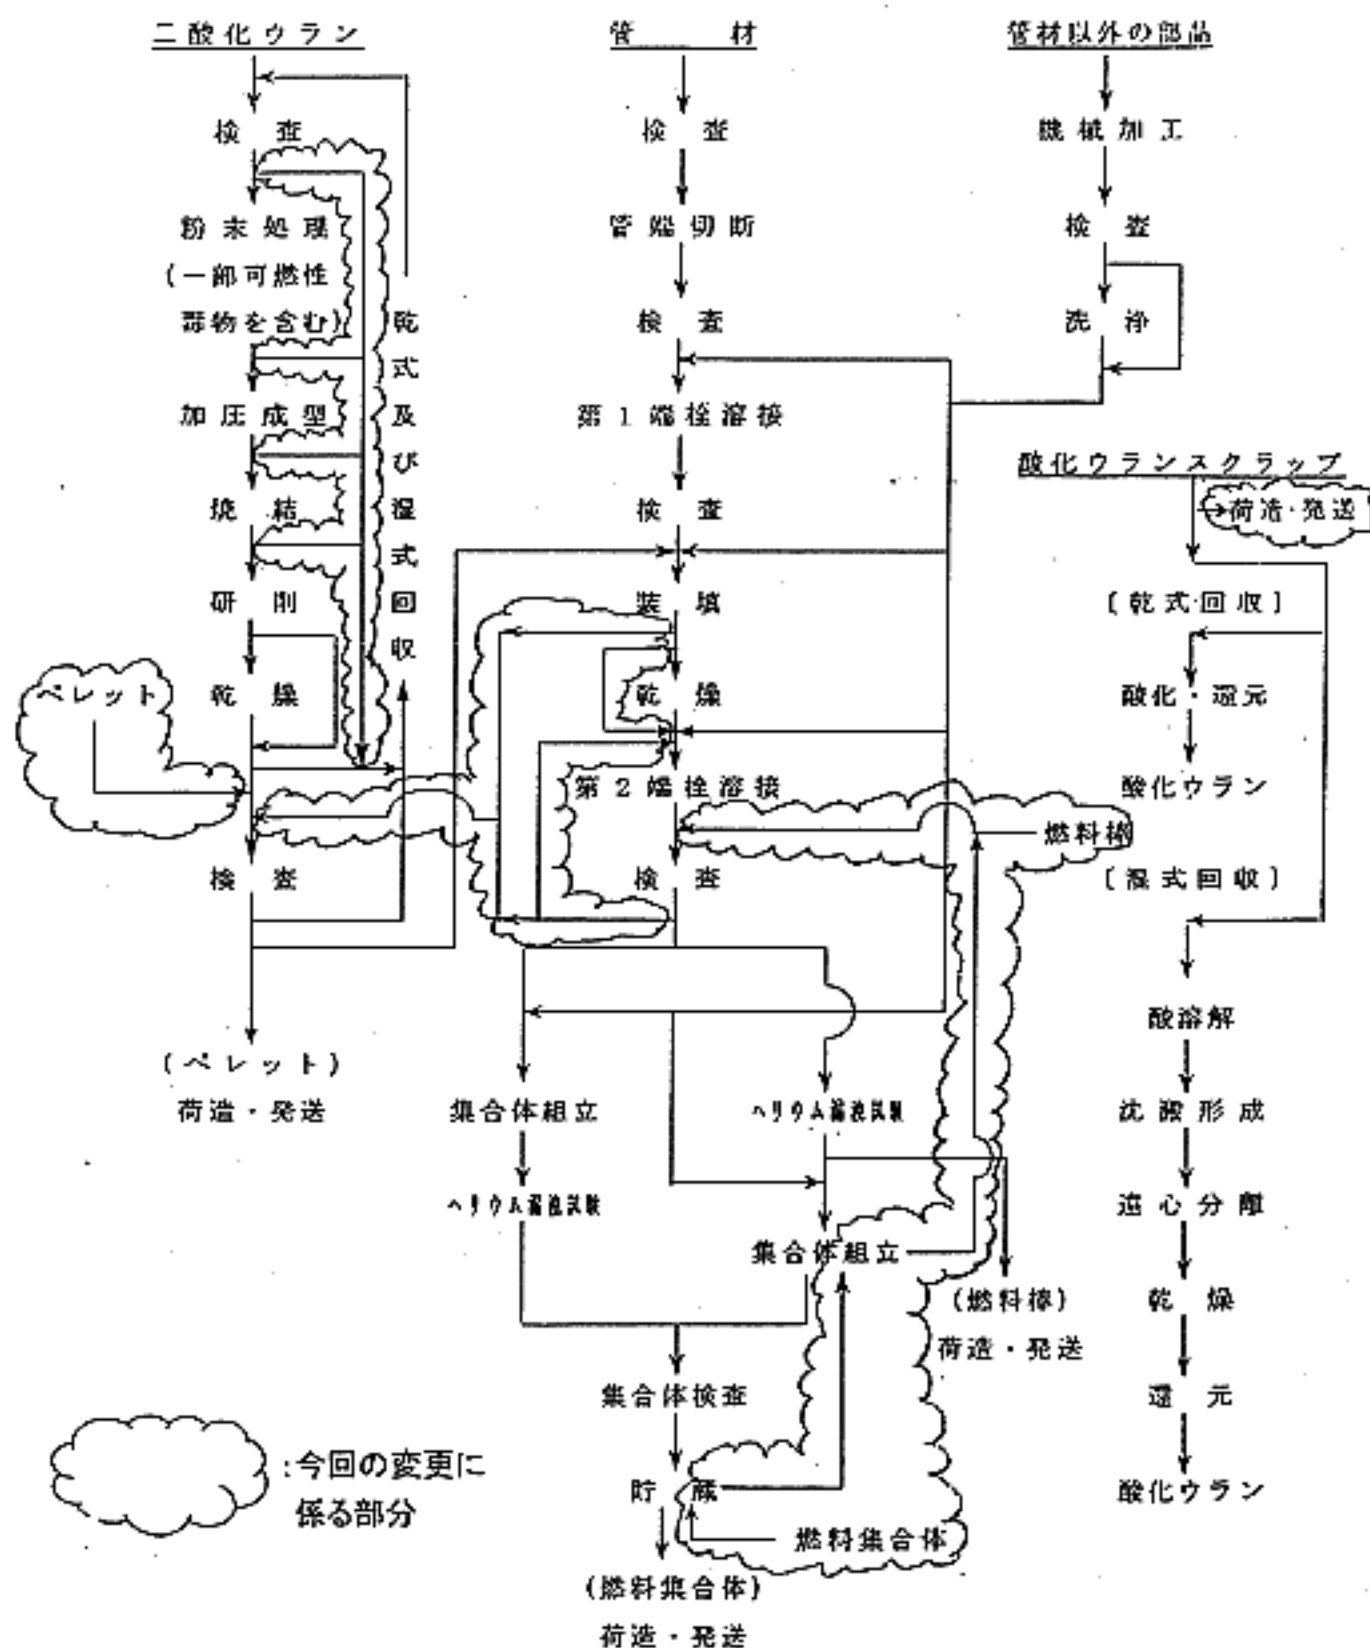 二酸化ウラン
検査
粉末処理
(一部可燃性
毒物を含む)
加圧成型
焼結
研削
乾燥
ペレット
検査
(ペレット)
荷造・発送
乾式及び湿式回収
管材
検査
管端切断
検査
第1端栓溶接
検査
装填
乾燥
第2端栓溶接
検査
集合体組立
ヘリウム漏洩試験
ヘリウム漏洩試験
集合体組立
燃料棒
(燃料棒)
荷造・発送
集合体検査
貯蔵
燃料集合体
(燃料集合体)
荷造・発送
管材以外の部品
機械加工
検査
洗浄
酸化ウランスクラップ
荷造・発送
[乾式回収]
酸化・還元
酸化ウラン
[湿式回収]
酸溶解
沈澱形成
遠心分離
乾燥
還元
酸化ウラン
:今回の変更に
係る部分